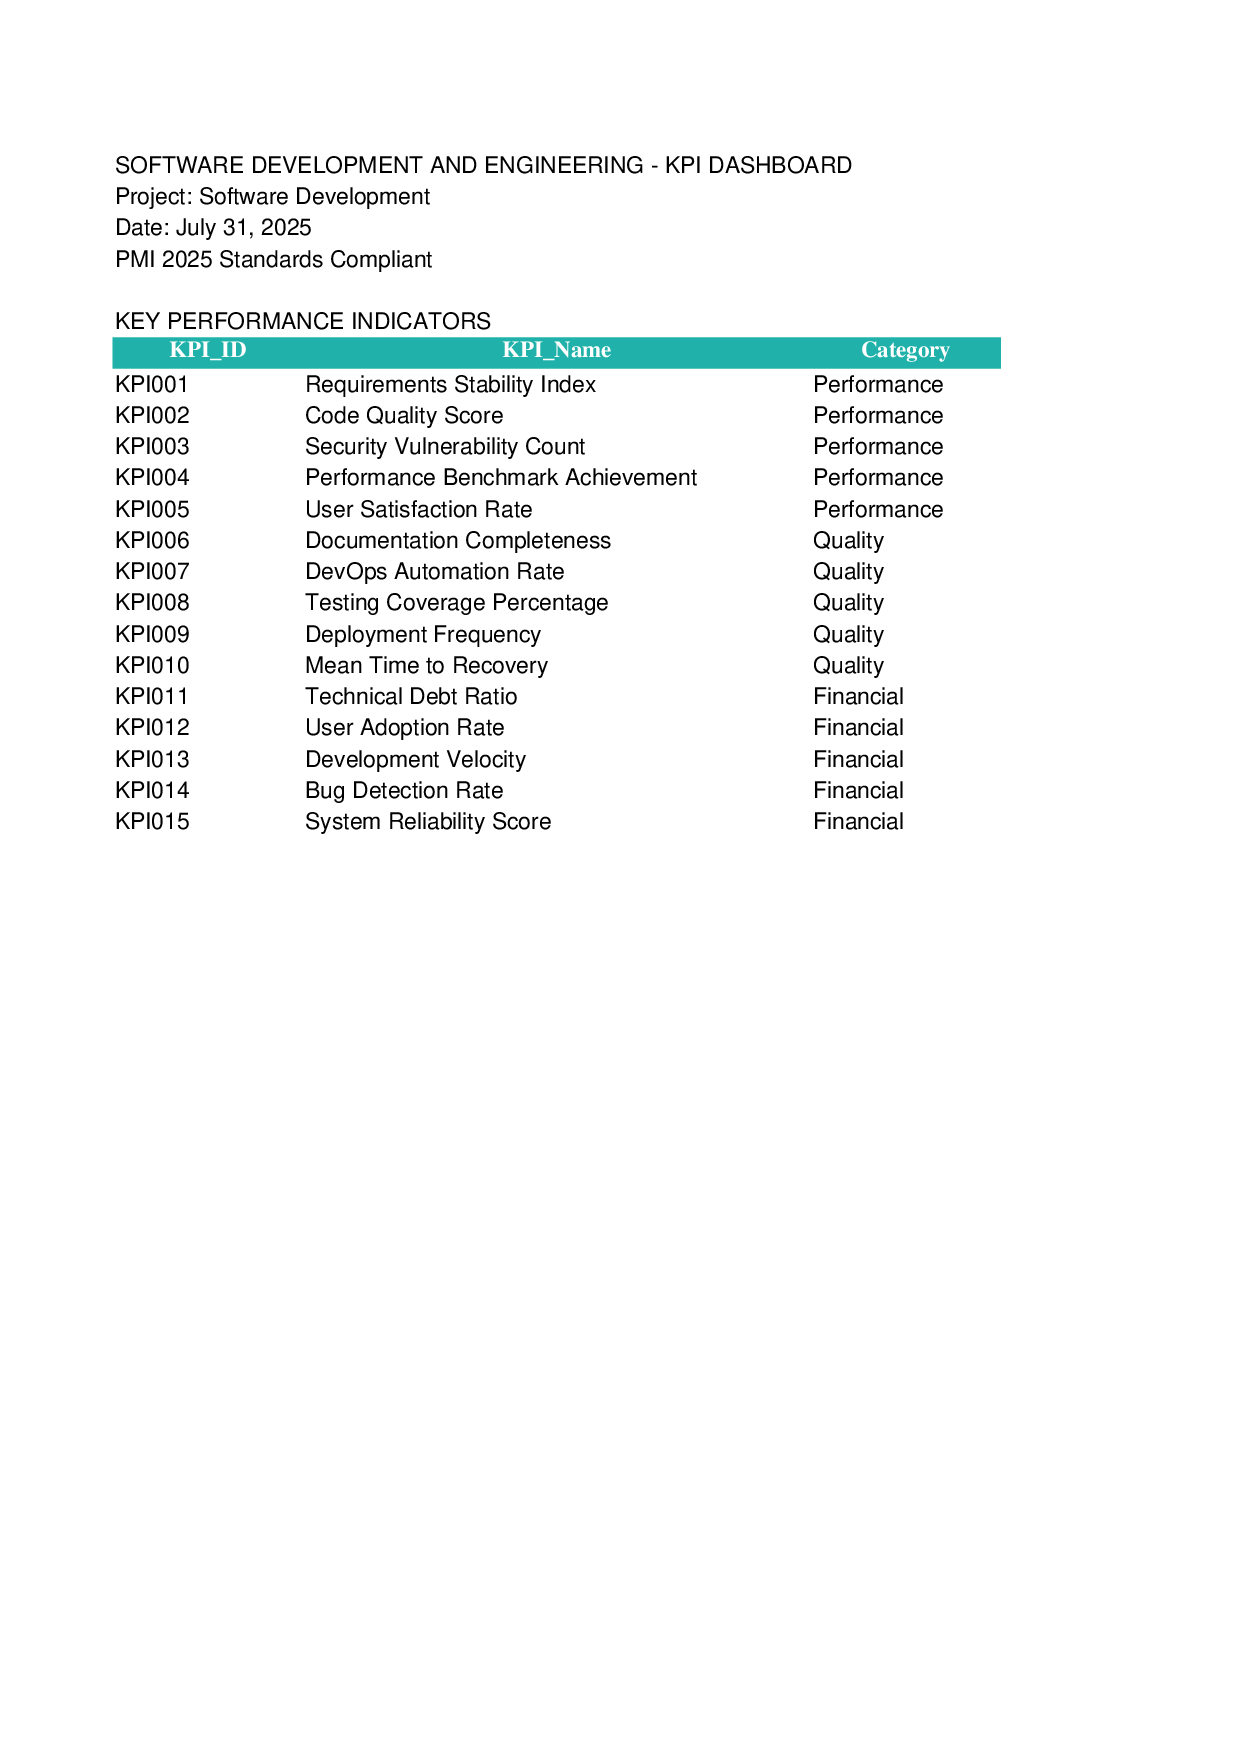 SOFTWARE DEVELOPMENT AND ENGINEERING - KPI DASHBOARD
Project: Software Development
Date: July 31, 2025
PMI 2025 Standards Compliant
KEY PERFORMANCE INDICATORS
KPI_ID KPI_Name Category
KPI001 Requirements Stability Index Performance
KPI002 Code Quality Score Performance
KPI003 Security Vulnerability Count Performance
KPI004 Performance Benchmark Achievement Performance
KPI005 User Satisfaction Rate Performance
KPI006 Documentation Completeness Quality
KPI007 DevOps Automation Rate Quality
KPI008 Testing Coverage Percentage Quality
KPI009 Deployment Frequency Quality
KPI010 Mean Time to Recovery Quality
KPI011 Technical Debt Ratio Financial
KPI012 User Adoption Rate Financial
KPI013 Development Velocity Financial
KPI014 Bug Detection Rate Financial
KPI015 System Reliability Score Financial